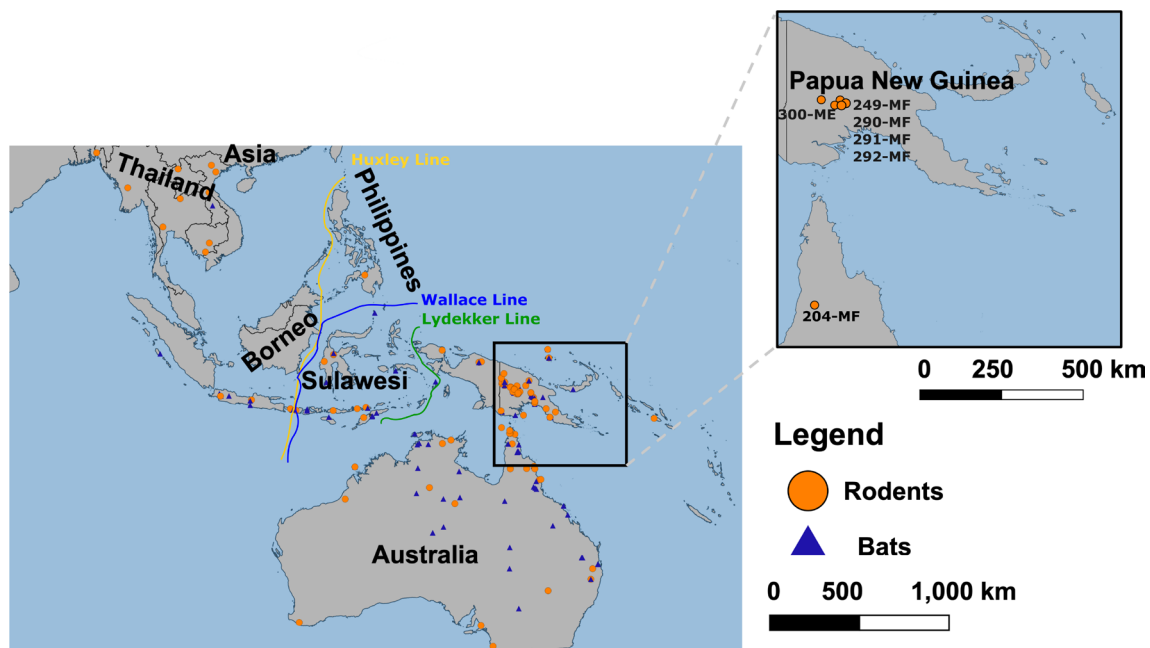 Papua New Guinea
300-ME
249-MF
290-MF
291-MF
292-MF
204-MF
Asia
Thailand
Huxley Line
Philippines
Wallace Line
Lydekker Line
Borneo
Sulawesi
Australia
0 250 500 km
Legend
Rodents
Bats
0 500 1,000 km